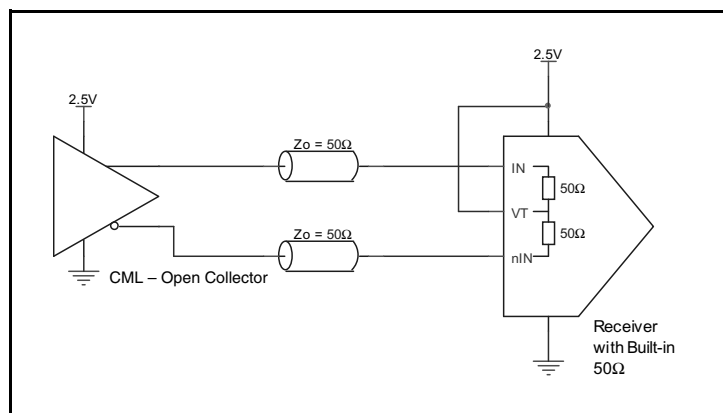 2.5V
2.5V
Zo = 50Ω
IN
50Ω
VT
50Ω
Zo = 50Ω
nIN
CML – Open Collector
Receiver
with Built-in
50Ω